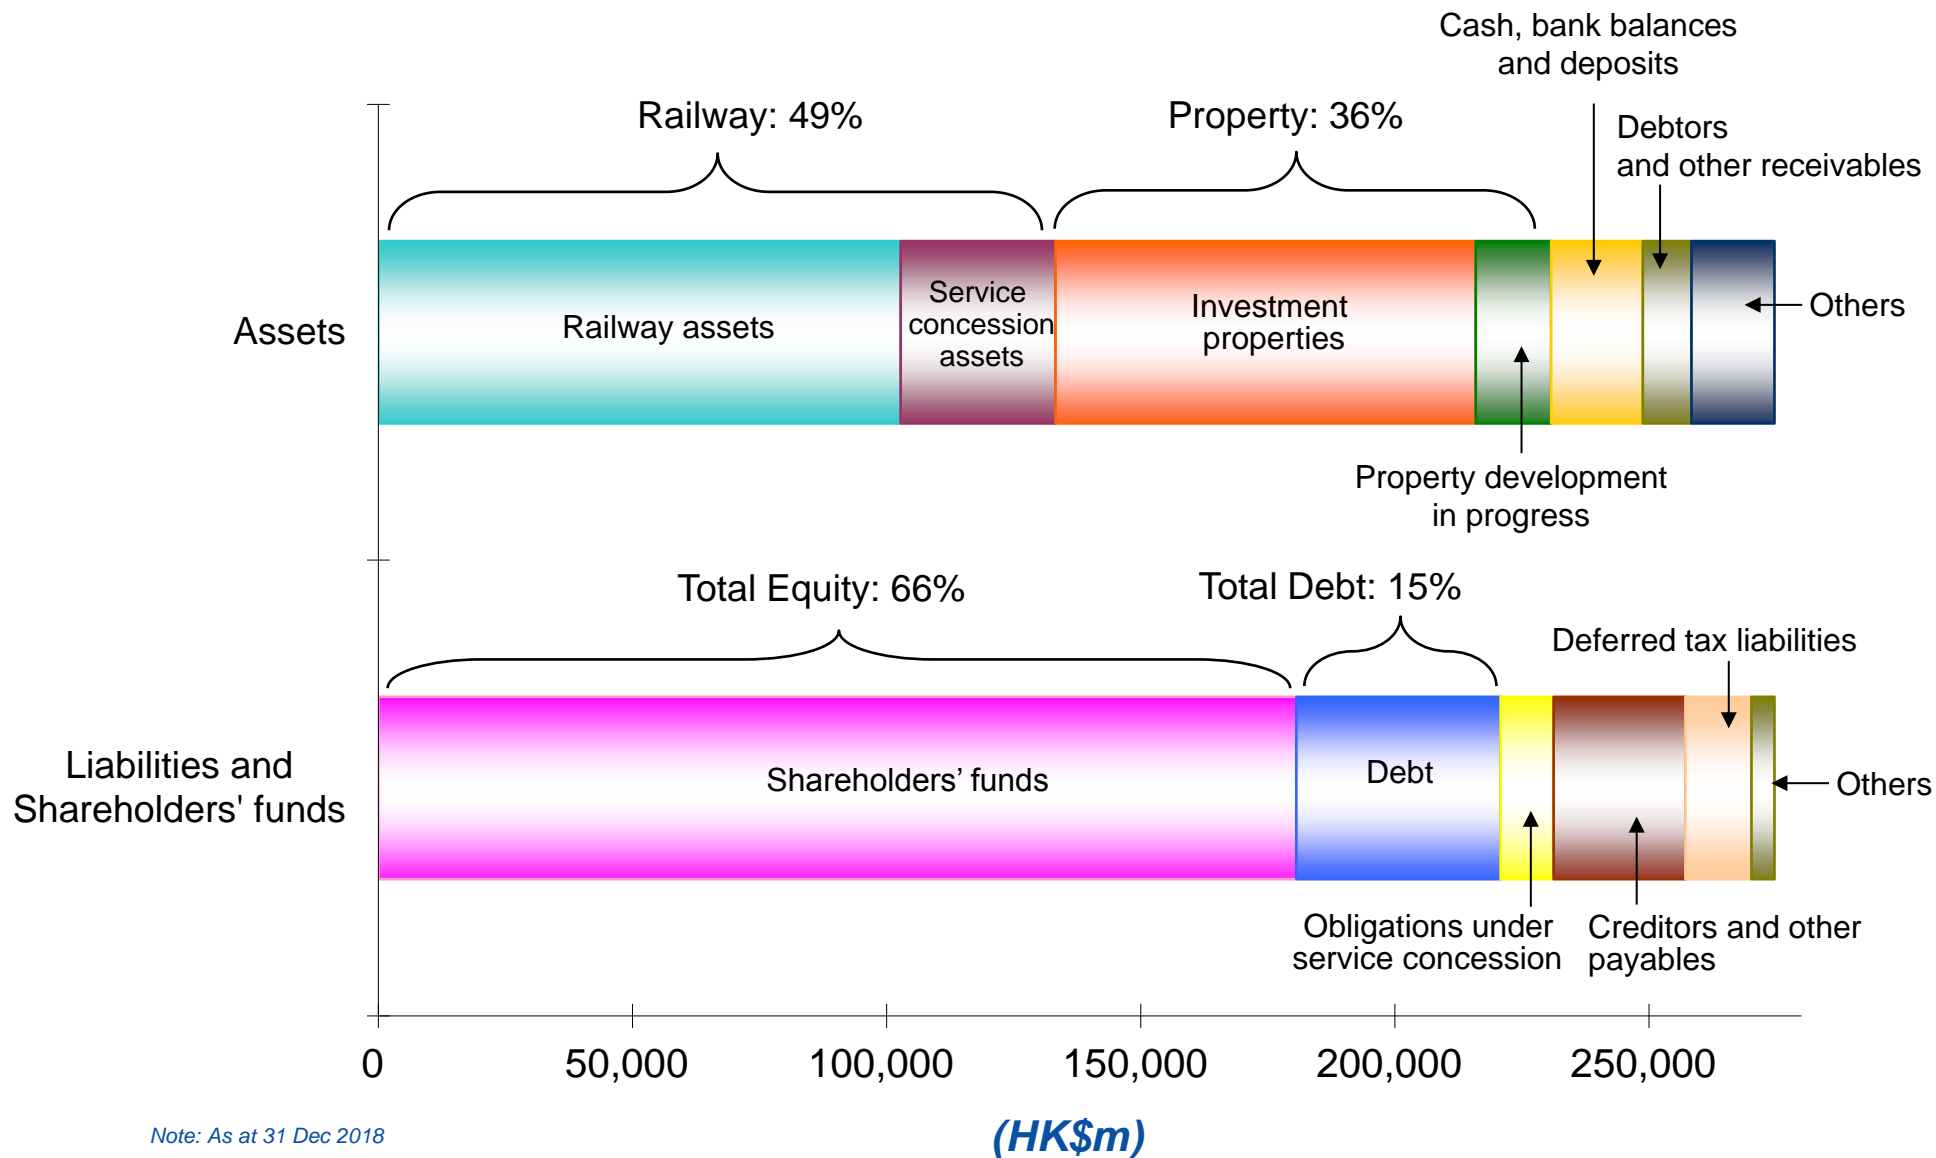 Cash, bank balances
and deposits
Railway: 49%
Property: 36%
Debtors
and other receivables
Assets
Railway assets
Service
concession
assets
Investment
properties
Others
Property development
in progress
Total Equity: 66%
Total Debt: 15%
Deferred tax liabilities
Liabilities and
Shareholders' funds
Shareholders’ funds
Debt
Others
Obligations under
service concession
Creditors and other
payables
0
50,000
100,000
150,000
200,000
250,000
(HK$m)
Note: As at 31 Dec 2018